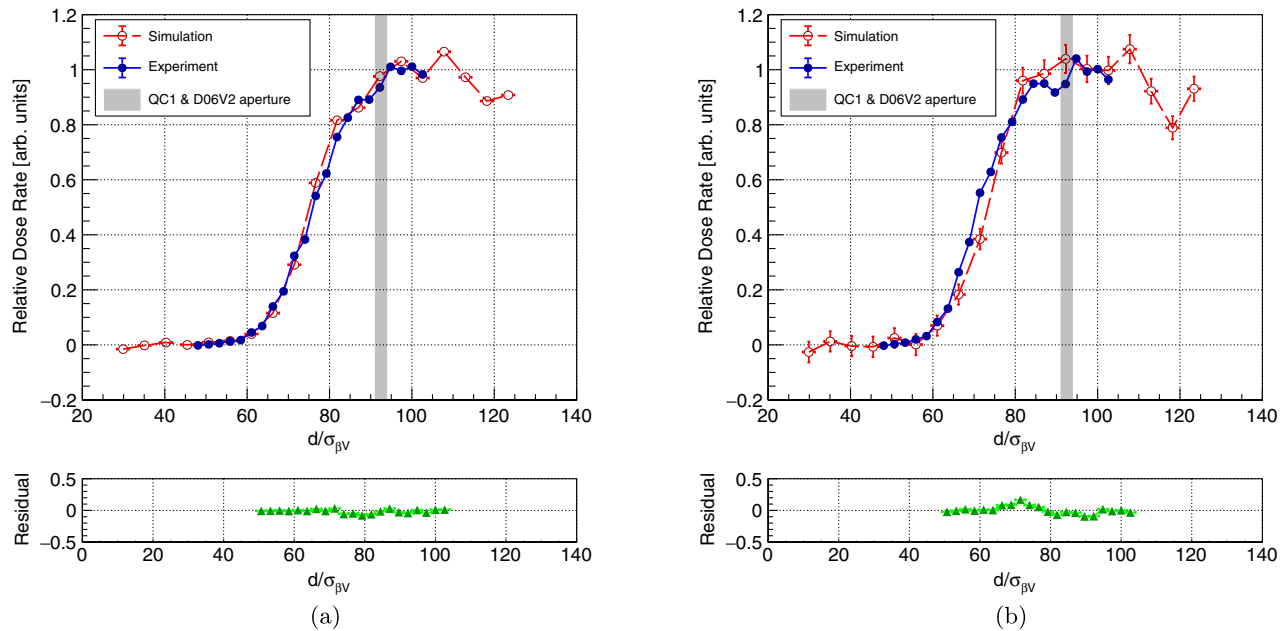 Relative Dose Rate [arb. units]
1.2
1
0.8
0.6
0.4
0.2
0
−0.2
Simulation
Experiment
QC1 & D06V2 aperture
20 40 60 80 100 120 140
d/σβV
Residual
0.5
0
−0.5
0 20 40 60 80 100 120 140
d/σβV
(a)
Relative Dose Rate [arb. units]
1.2
1
0.8
0.6
0.4
0.2
0
−0.2
Simulation
Experiment
QC1 & D06V2 aperture
20 40 60 80 100 120 140
d/σβV
Residual
0.5
0
−0.5
0 20 40 60 80 100 120 140
d/σβV
(b)